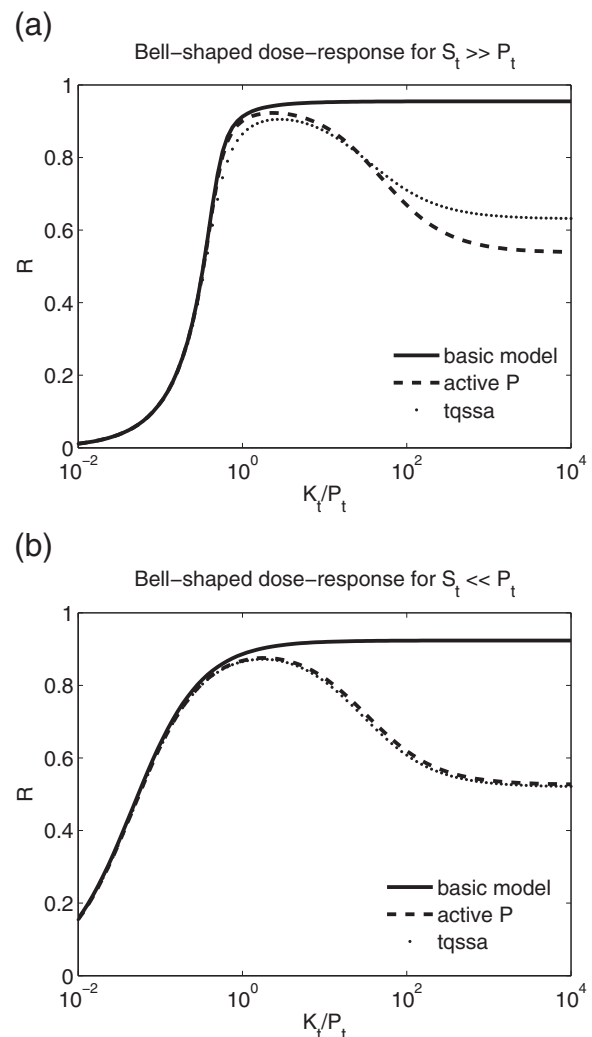 (a)
Bell-shaped dose-response for S_t >> P_t
1
0.8
0.6
0.4
0.2
0
R
basic model
active P
tqssa
10^-2
10^0
10^2
10^4
K_t/P_t
(b)
Bell-shaped dose-response for S_t << P_t
1
0.8
0.6
0.4
0.2
0
R
basic model
active P
tqssa
10^-2
10^0
10^2
10^4
K_t/P_t